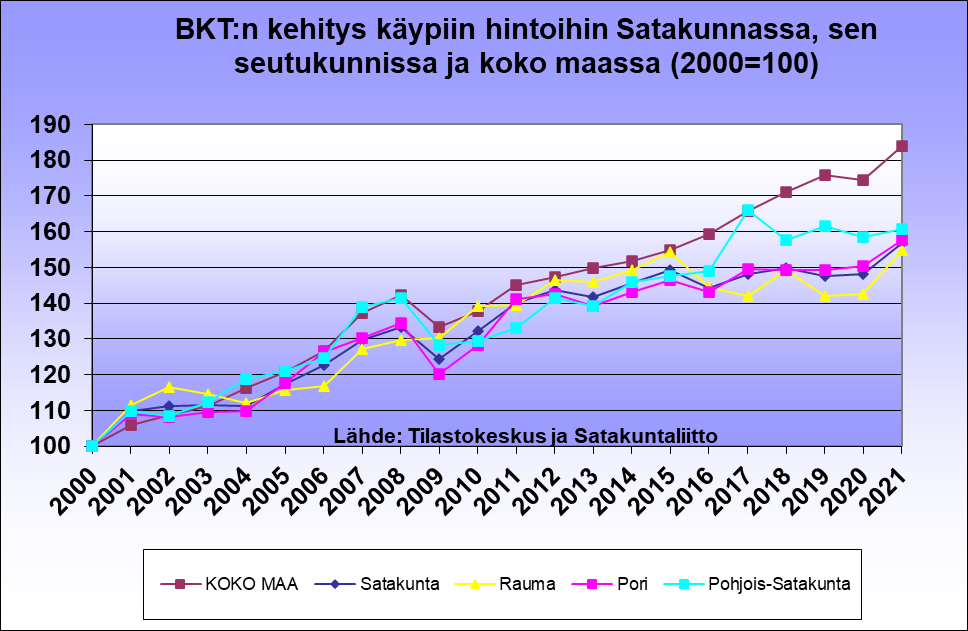 BKT:n kehitys käypiin hintoihin Satakunnassa, sen
seutukunnissa ja koko maassa (2000=100)
190
180
170
160
150
140
130
120
110
100
Lähde: Tilastokeskus ja Satakuntaliitto
2000 2001 2002 2003 2004 2005 2006 2007 2008 2009 2010 2011 2012 2013 2014 2015 2016 2017 2018 2019 2020 2021
KOKO MAA Satakunta Rauma Pori Pohjois-Satakunta